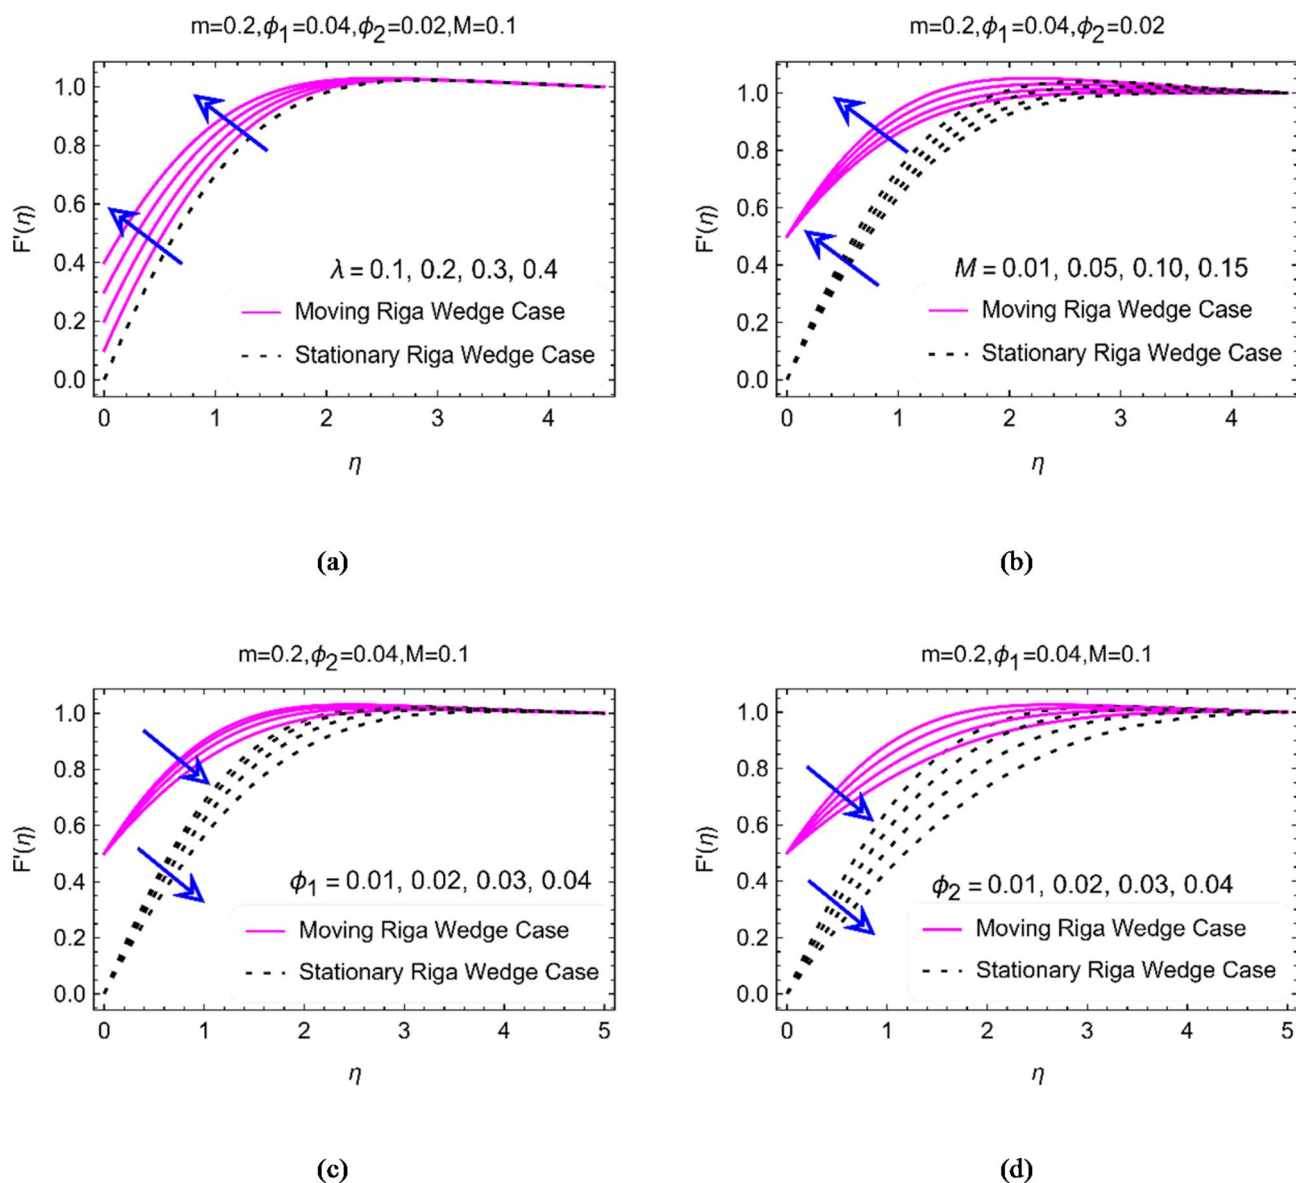 m=0.2,ϕ1=0.04,ϕ2=0.02,M=0.1
F'(η)
1.0
0.8
0.6
0.4
0.2
0.0
λ = 0.1, 0.2, 0.3, 0.4
Moving Riga Wedge Case
Stationary Riga Wedge Case
0 1 2 3 4
η
(a)
m=0.2,ϕ1=0.04,ϕ2=0.02
F'(η)
1.0
0.8
0.6
0.4
0.2
0.0
M = 0.01, 0.05, 0.10, 0.15
Moving Riga Wedge Case
Stationary Riga Wedge Case
0 1 2 3 4
η
(b)
m=0.2,ϕ2=0.04,M=0.1
F'(η)
1.0
0.8
0.6
0.4
0.2
0.0
ϕ1 = 0.01, 0.02, 0.03, 0.04
Moving Riga Wedge Case
Stationary Riga Wedge Case
0 1 2 3 4 5
η
(c)
m=0.2,ϕ1=0.04,M=0.1
F'(η)
1.0
0.8
0.6
0.4
0.2
0.0
ϕ2 = 0.01, 0.02, 0.03, 0.04
Moving Riga Wedge Case
Stationary Riga Wedge Case
0 1 2 3 4 5
η
(d)